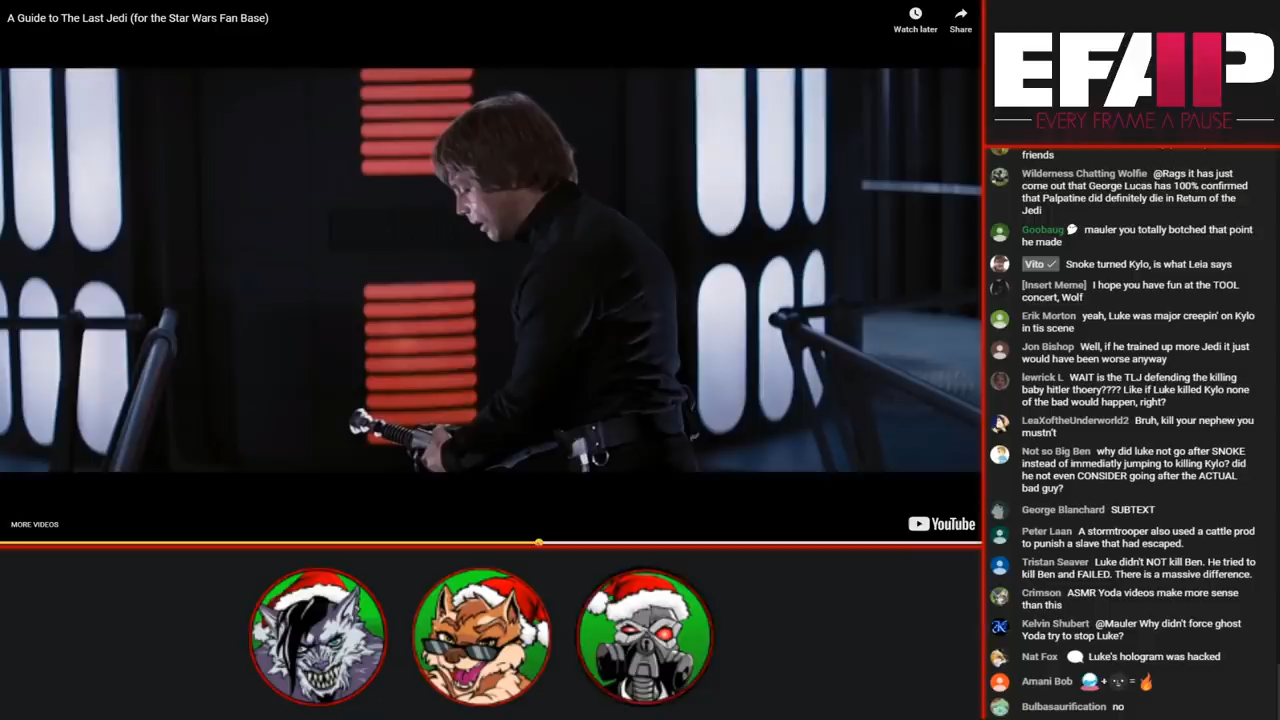 A Guide to The Last Jedi (for the Star Wars Fan Base)
Watch later
Share
MORE VIDEOS
YouTube
EFAP
EVERY FRAME A PAUSE
friends
Wilderness Chatting Wolfie @Rags it has just
come out that George Lucas has 100% confirmed
that Palpatine did definitely die in Return of the
Jedi
Goobaug mauler you totally botched that point
he made
Vito Snoke turned Kylo, is what Leia says
[Insert Meme] I hope you have fun at the TOOL
concert, Wolf
Erik Morton yeah, Luke was major creepin' on Kylo
in tis scene
Jon Bishop Well, if he trained up more Jedi it just
would have been worse anyway
lewrick L WAIT is the TLJ defending the killing
baby hitler thoery???? Like if Luke killed Kylo none
of the bad would happen, right?
LeaXoftheUnderworld2 Bruh, kill your nephew you
mustn't
Not so Big Ben why did luke not go after SNOKE
instead of immediatly jumping to killing Kylo? did
he not even CONSIDER going after the ACTUAL
bad guy?
George Blanchard SUBTEXT
Peter Laan A stormtrooper also used a cattle prod
to punish a slave that had escaped.
Tristan Seaver Luke didn't NOT kill Ben. He tried to
kill Ben and FAILED. There is a massive difference.
Crimson ASMR Yoda videos make more sense
than this
Kelvin Shubert @Mauler Why didn't force ghost
Yoda try to stop Luke?
Nat Fox Luke's hologram was hacked
Amani Bob + =
Bulbasaurification no